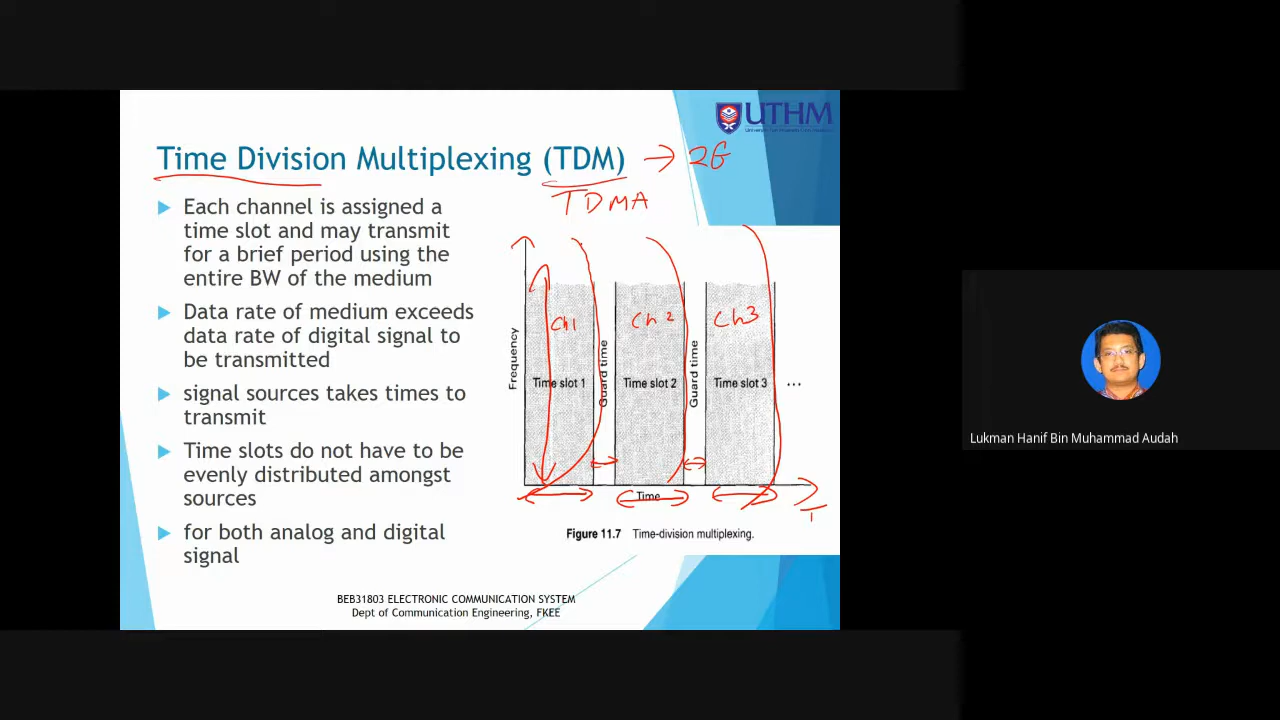 UTHM
Time Division Multiplexing (TDM) → 2G
TDMA
Each channel is assigned a
time slot and may transmit
for a brief period using the
entire BW of the medium
Data rate of medium exceeds
data rate of digital signal to
be transmitted
signal sources takes times to
transmit
Time slots do not have to be
evenly distributed amongst
sources
for both analog and digital
signal
Frequency
Ch1
Time slot 1
Guard time
Ch2
Time slot 2
Guard time
Ch3
Time slot 3
...
Time
Figure 11.7 Time-division multiplexing.
BEB31803 ELECTRONIC COMMUNICATION SYSTEM
Dept of Communication Engineering, FKEE
Lukman Hanif Bin Muhammad Audah